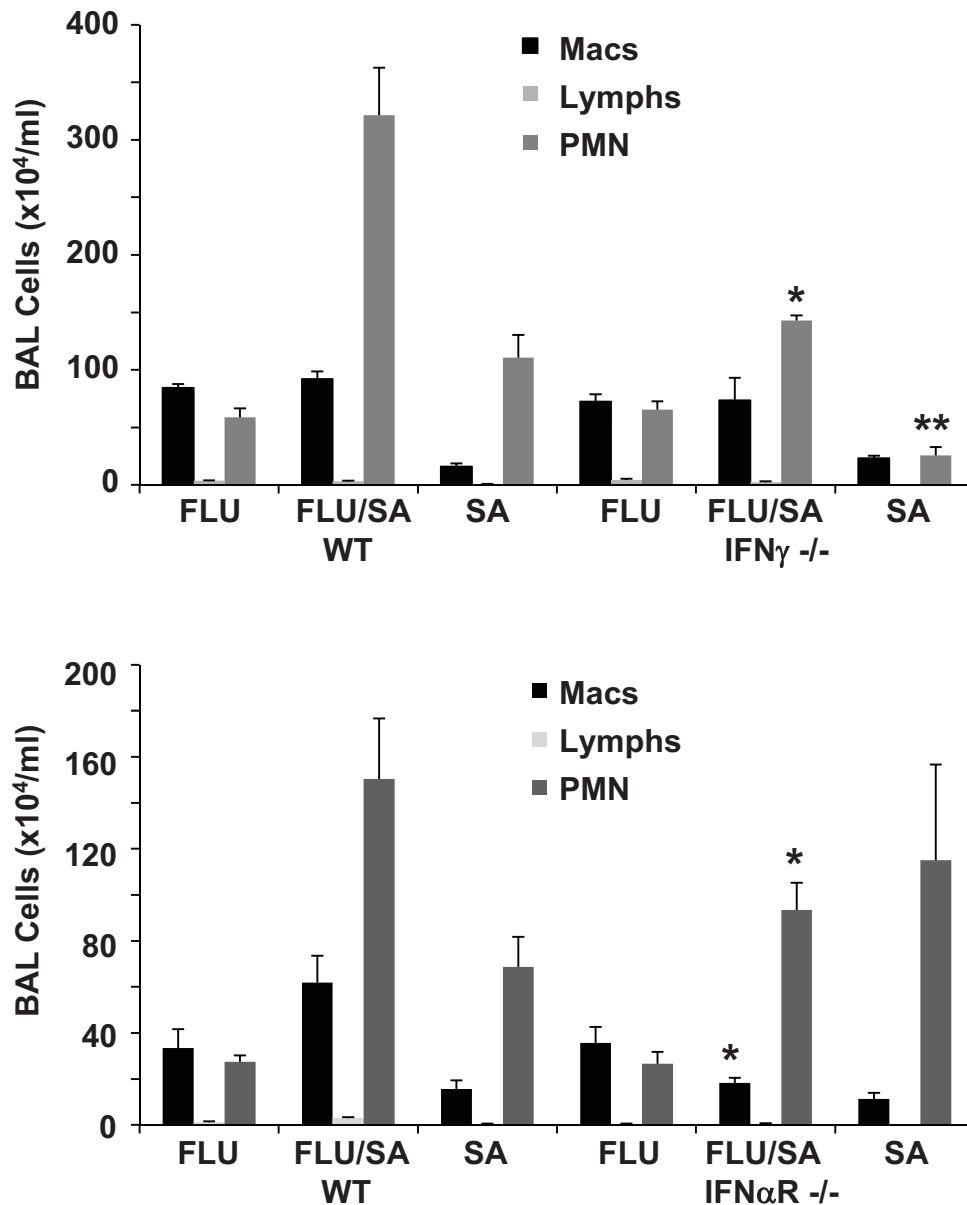 BAL Cells (x10⁴/ml)
400
300
200
100
0
Macs
Lymphs
PMN
*
**
FLU FLU/SA SA FLU FLU/SA SA
WT IFNγ -/-
BAL Cells (x10⁴/ml)
200
160
120
80
40
0
Macs
Lymphs
PMN
*
*
FLU FLU/SA SA FLU FLU/SA SA
WT IFNαR -/-